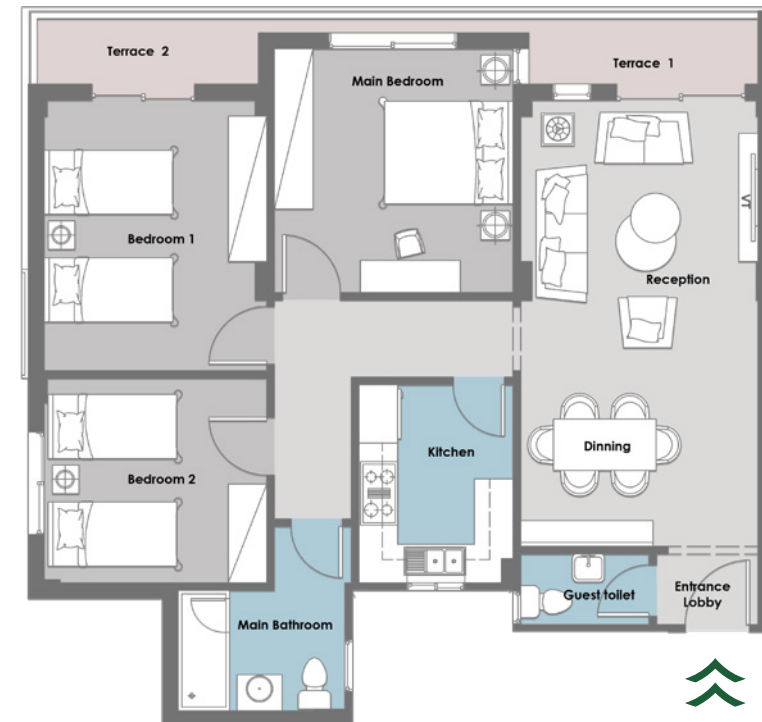 Terrace 2
Terrace 1
Main Bedroom
Bedroom 1
TV
Reception
Dinning
Kitchen
Bedroom 2
Entrance
Lobby
Guest toilet
Main Bathroom